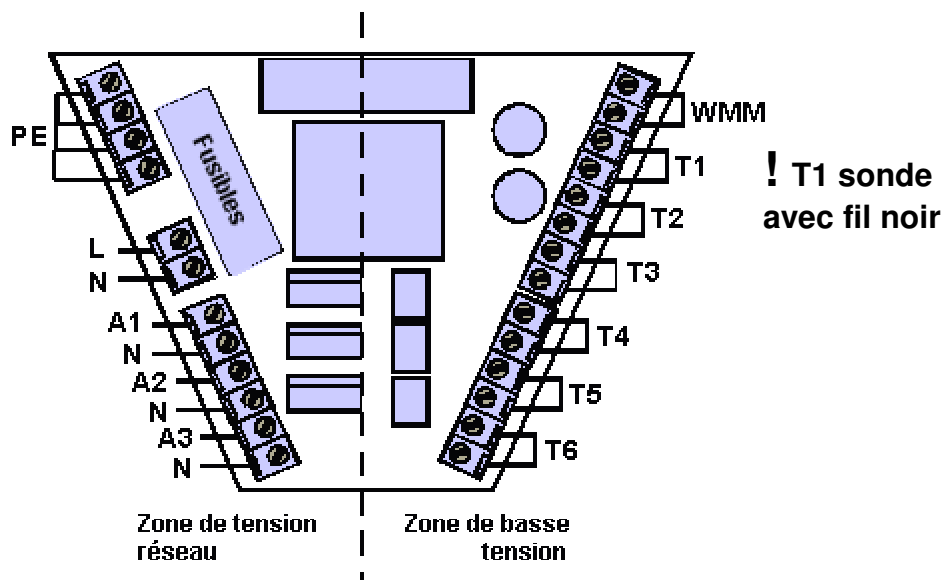 PE
Fusibles
L
N
A1
N
A2
N
A3
N
WMM
T1
T2
T3
T4
T5
T6
! T1 sonde
avec fil noir
Zone de tension
réseau
Zone de basse
tension